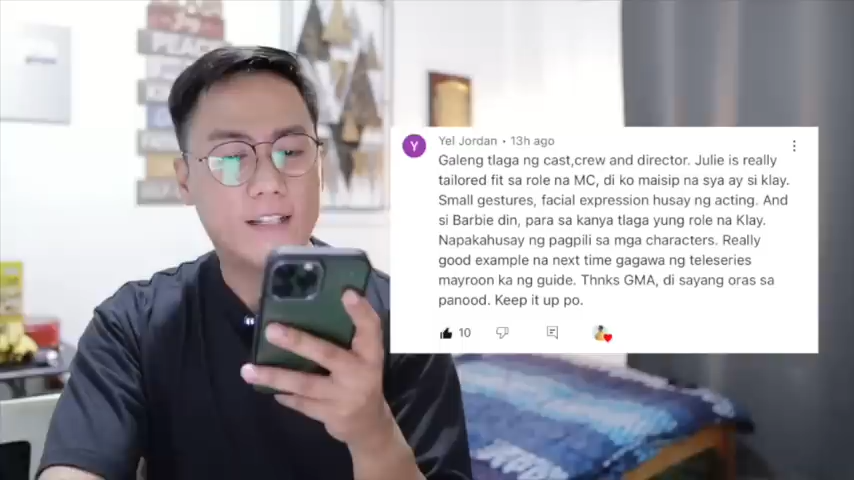 PEACE
Y
Yel Jordan • 13h ago
Galeng tlaga ng cast,crew and director. Julie is really
tailored fit sa role na MC, di ko maisip na sya ay si klay.
Small gestures, facial expression husay ng acting. And
si Barbie din, para sa kanya tlaga yung role na Klay.
Napakahusay ng pagpili sa mga characters. Really
good example na next time gagawa ng teleseries
mayroon ka ng guide. Thnks GMA, di sayang oras sa
panood. Keep it up po.
10